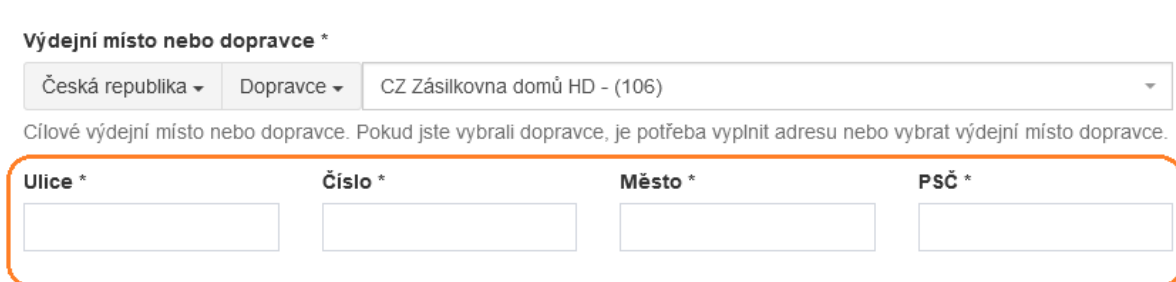 Výdejní místo nebo dopravce *
Česká republika Dopravce CZ Zásilkovna domů HD - (106)
Cílové výdejní místo nebo dopravce. Pokud jste vybrali dopravce, je potřeba vyplnit adresu nebo vybrat výdejní místo dopravce.
Ulice * Číslo * Město * PSČ *